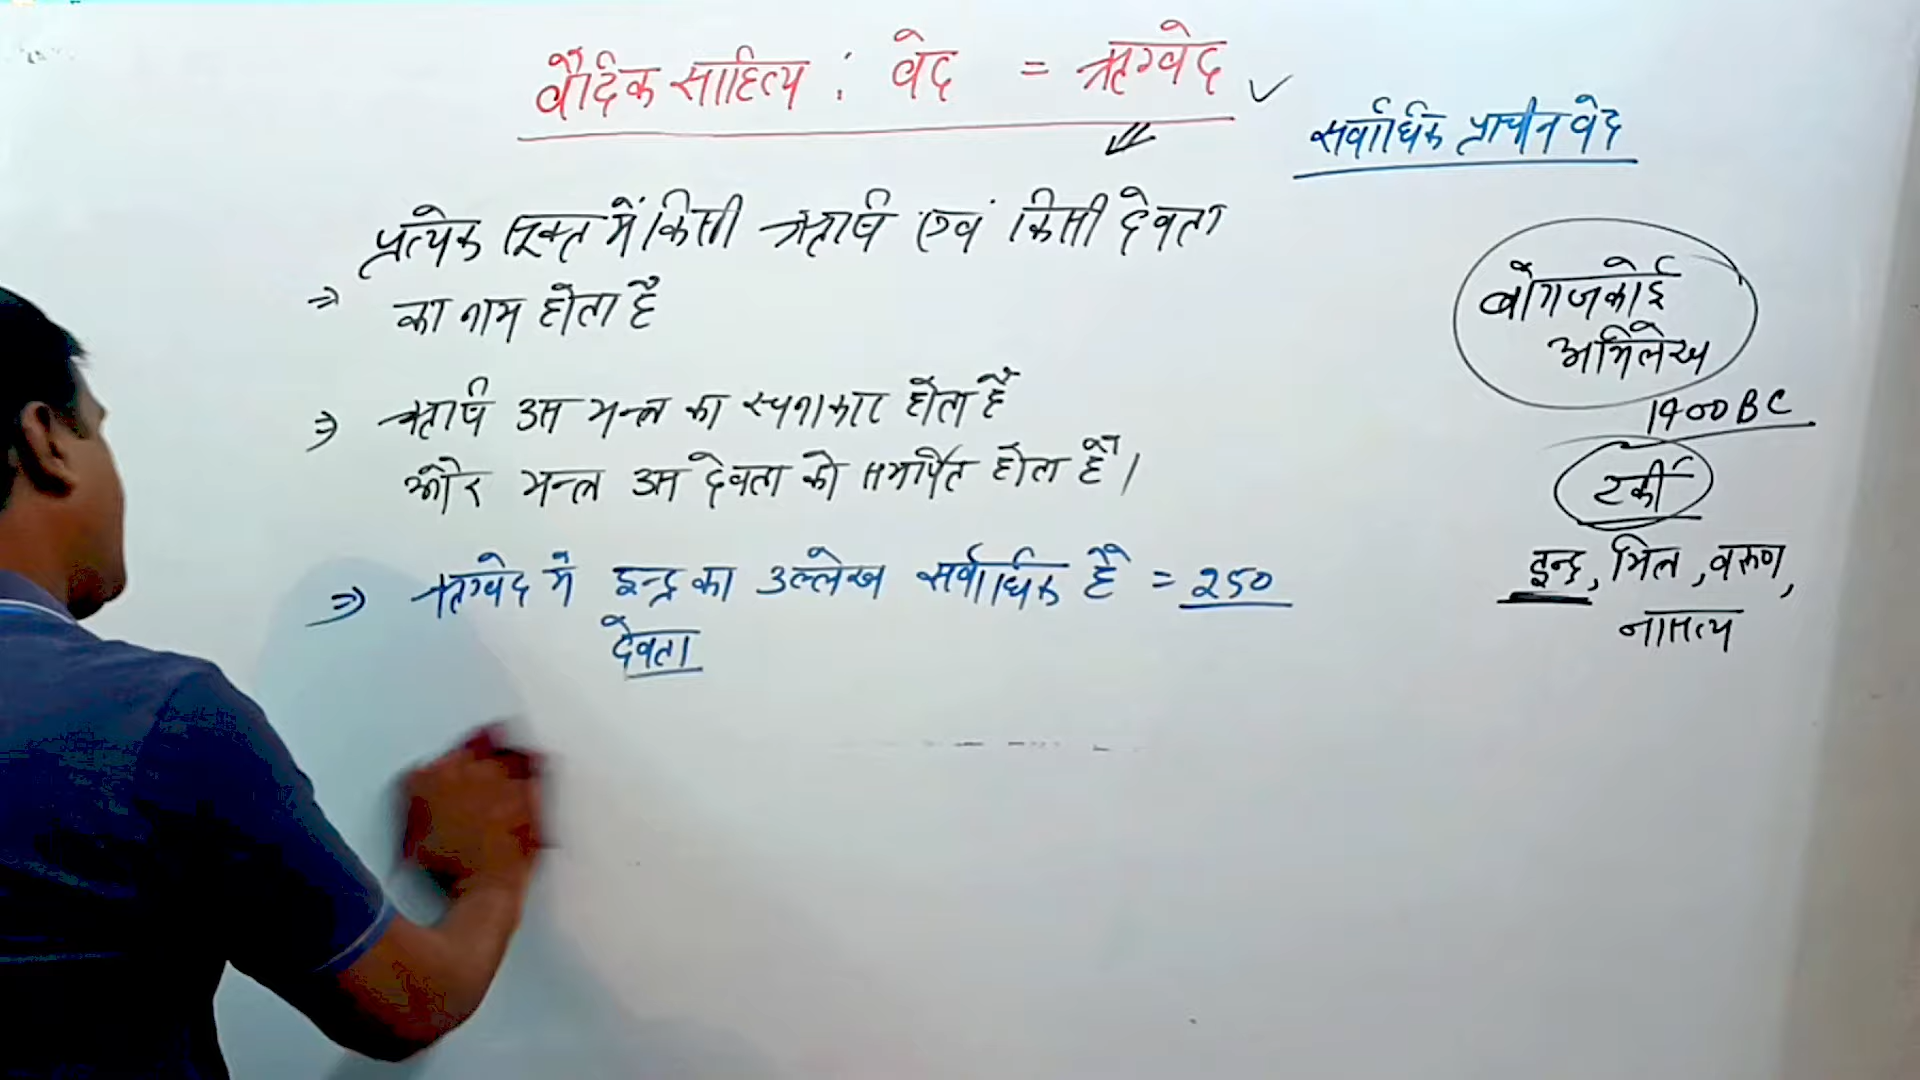 वैदिक साहित्य : वेद = ऋग्वेद ✓
सर्वाधिक प्राचीन वेद
प्रत्येक सूक्त में किसी ऋषि एवं किसी देवता
⇒ का नाम होता है
⇒ ऋषि उस मन्त्र का रचनाकार होता है
और मन्त्र उस देवता को समर्पित होता है।
⇒ ऋग्वेद में इन्द्र का उल्लेख सर्वाधिक है = 250
देवता
बोगजकोई
अभिलेख
1400 BC
टर्की
इन्द्र, मित्र, वरुण,
नासत्य